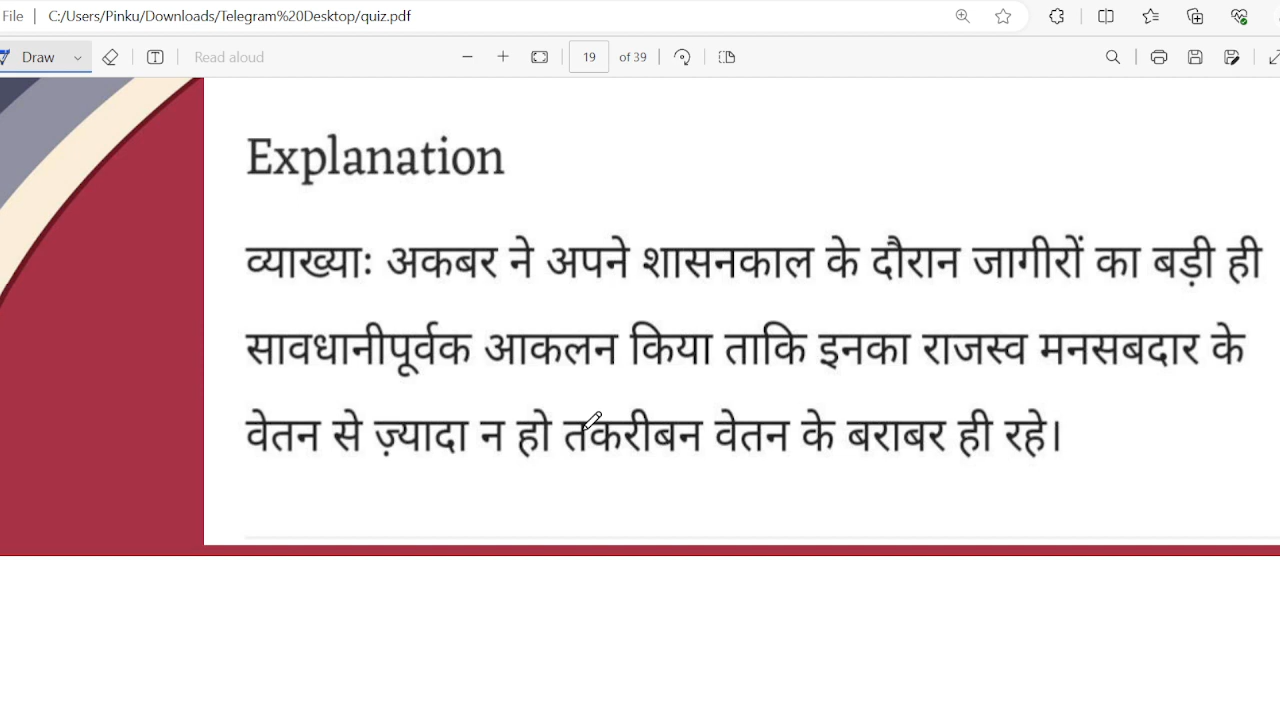 File | C:/Users/Pinku/Downloads/Telegram%20Desktop/quiz.pdf
Draw Read aloud 19 of 39
Explanation
व्याख्याः अकबर ने अपने शासनकाल के दौरान जागीरों का बड़ी ही
सावधानीपूर्वक आकलन किया ताकि इनका राजस्व मनसबदार के
वेतन से ज़्यादा न हो तकरीबन वेतन के बराबर ही रहे।